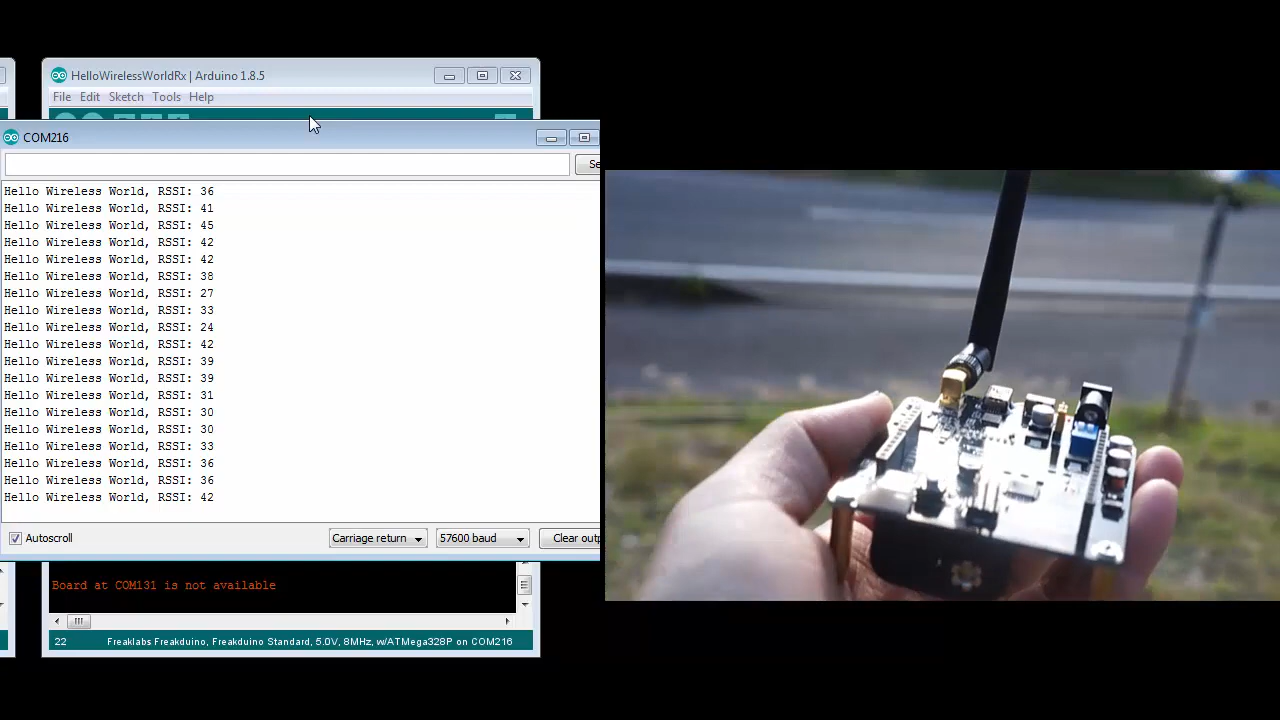 HelloWirelessWorldRx | Arduino 1.8.5
File Edit Sketch Tools Help
COM216
Se
Hello Wireless World, RSSI: 36
Hello Wireless World, RSSI: 41
Hello Wireless World, RSSI: 45
Hello Wireless World, RSSI: 42
Hello Wireless World, RSSI: 42
Hello Wireless World, RSSI: 38
Hello Wireless World, RSSI: 27
Hello Wireless World, RSSI: 33
Hello Wireless World, RSSI: 24
Hello Wireless World, RSSI: 42
Hello Wireless World, RSSI: 39
Hello Wireless World, RSSI: 39
Hello Wireless World, RSSI: 31
Hello Wireless World, RSSI: 30
Hello Wireless World, RSSI: 30
Hello Wireless World, RSSI: 33
Hello Wireless World, RSSI: 36
Hello Wireless World, RSSI: 36
Hello Wireless World, RSSI: 42
Autoscroll Carriage return 57600 baud Clear outp
Board at COM131 is not available
22 Freaklabs Freakduino, Freakduino Standard, 5.0V, 8MHz, w/ATMega328P on COM216